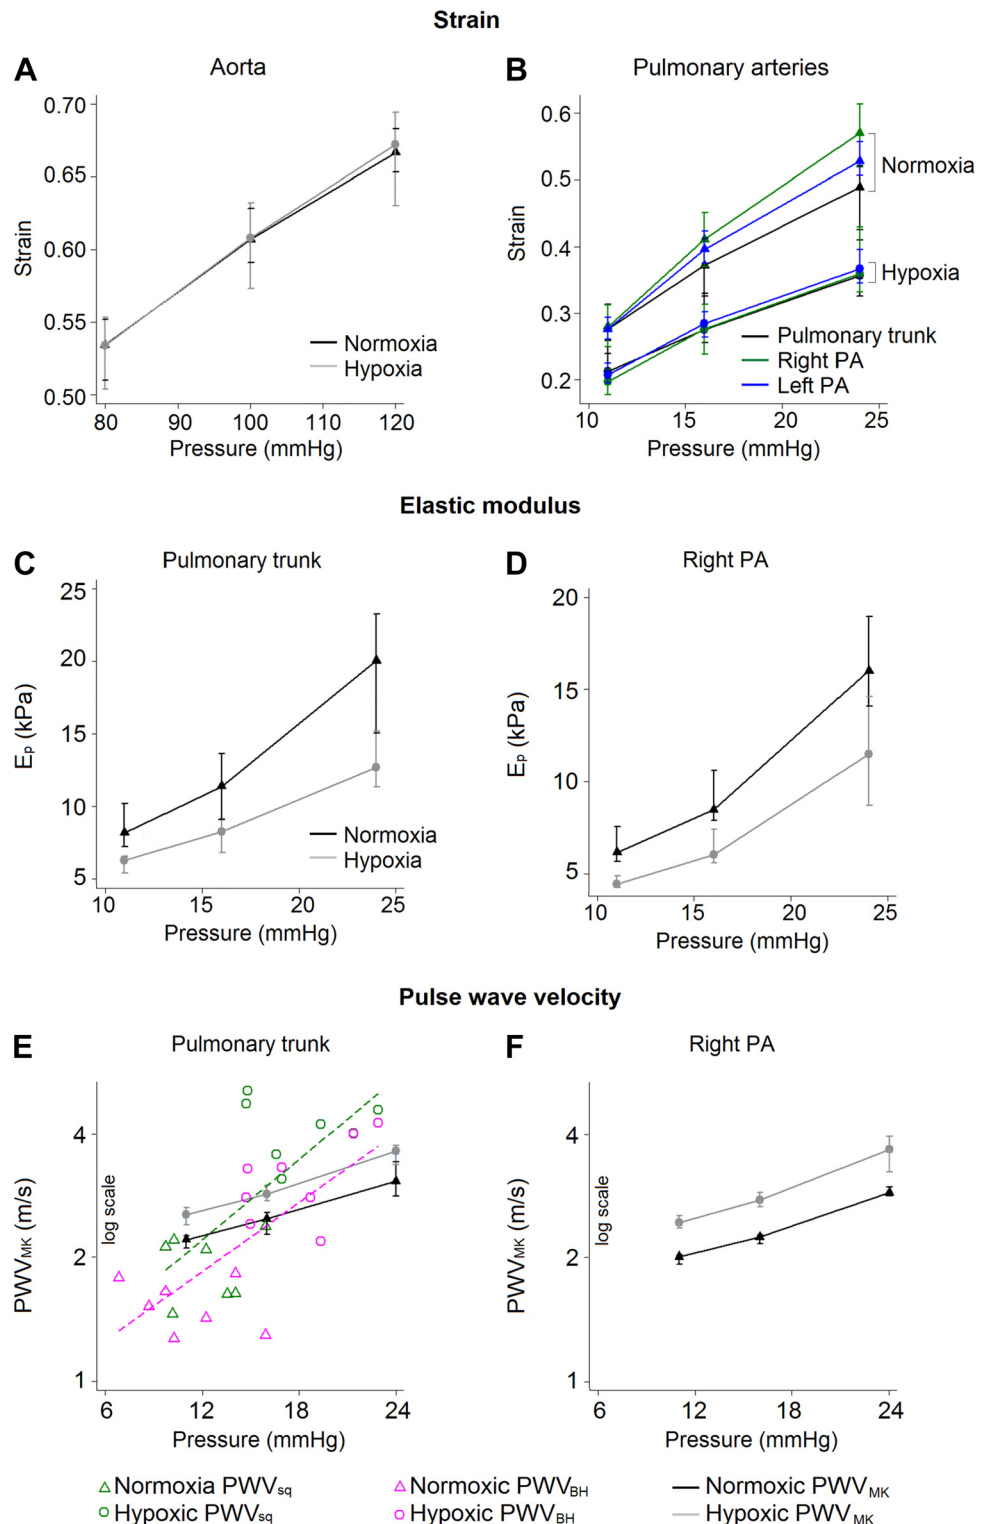 Strain
A
Aorta
B
Pulmonary arteries
0.70
0.65
0.60
0.55
0.50
Strain
80
90
100
110
120
Pressure (mmHg)
Normoxia
Hypoxia
0.6
0.5
0.4
0.3
0.2
Strain
10
15
20
25
Pressure (mmHg)
Normoxia
Hypoxia
Pulmonary trunk
Right PA
Left PA
Elastic modulus
C
Pulmonary trunk
D
Right PA
25
20
15
10
5
Ep (kPa)
10
15
20
25
Pressure (mmHg)
Normoxia
Hypoxia
20
15
10
5
Ep (kPa)
10
15
20
25
Pressure (mmHg)
Pulse wave velocity
E
Pulmonary trunk
F
Right PA
4
2
1
PWVMK (m/s)
log scale
6
12
18
24
Pressure (mmHg)
4
2
1
PWVMK (m/s)
log scale
6
12
18
24
Pressure (mmHg)
Normoxia PWVsq
Normoxic PWVBH
Normoxic PWVMK
Hypoxic PWVsq
Hypoxic PWVBH
Hypoxic PWVMK